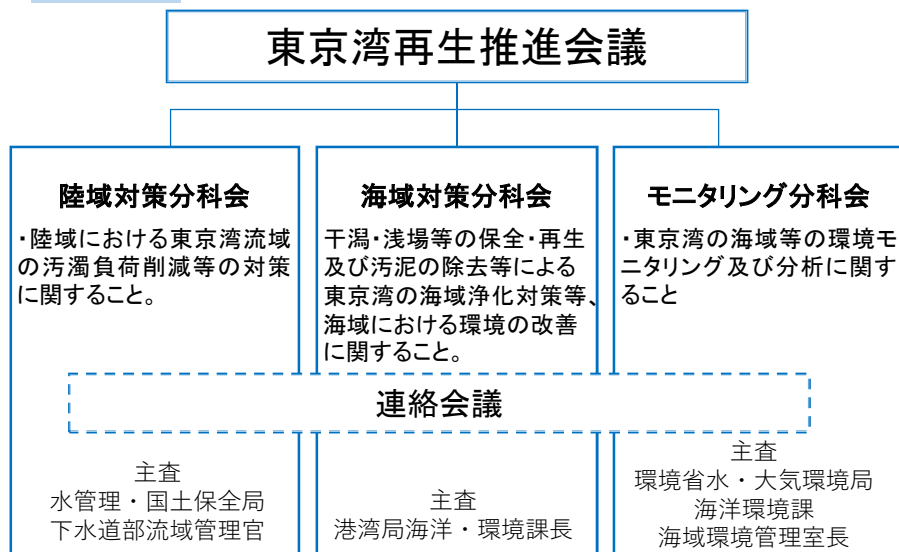 東京湾再生推進会議
陸域対策分科会
・陸域における東京湾流域
の汚濁負荷削減等の対策
に関すること。
海域対策分科会
干潟・浅場等の保全・再生
及び汚泥の除去等による
東京湾の海域浄化対策等、
海域における環境の改善
に関すること。
モニタリング分科会
・東京湾の海域等の環境モ
ニタリング及び分析に関す
ること
連絡会議
主査
水管理・国土保全局
下水道部流域管理官
主査
港湾局海洋・環境課長
主査
環境省水・大気環境局
海洋環境課
海域環境管理室長